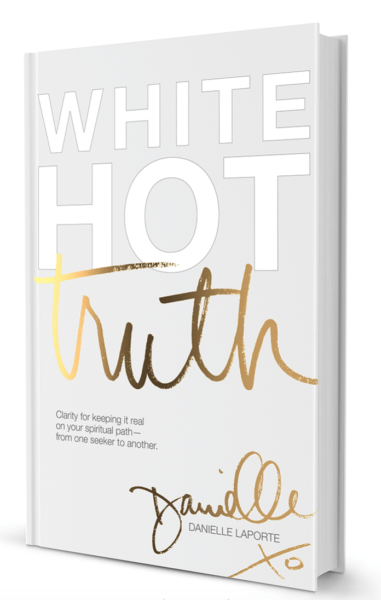 WHITE
HOT
truth
Clarity for keeping it real
on your spiritual path—
from one seeker to another.
Danielle
DANIELLE LAPORTE
xo